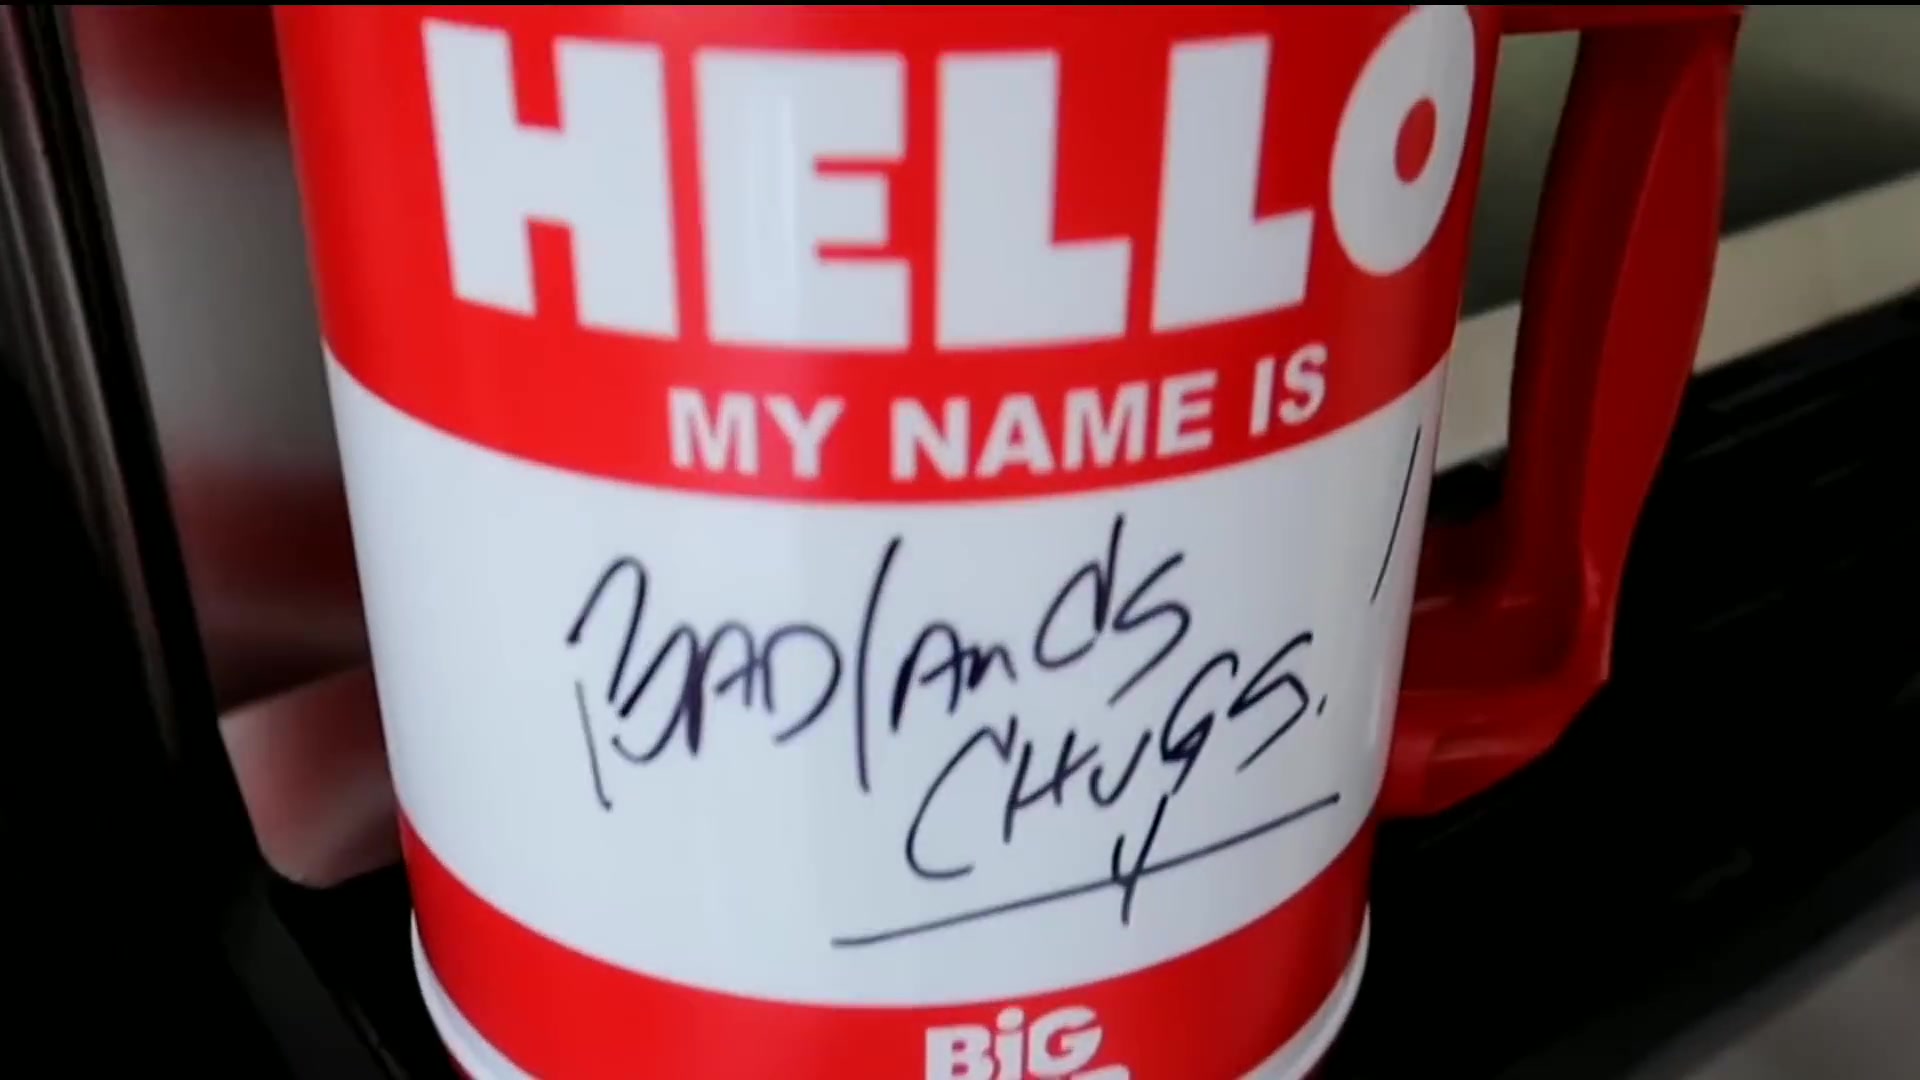 HELLO
MY NAME IS
BADlAnds
CHUGS.
BiG